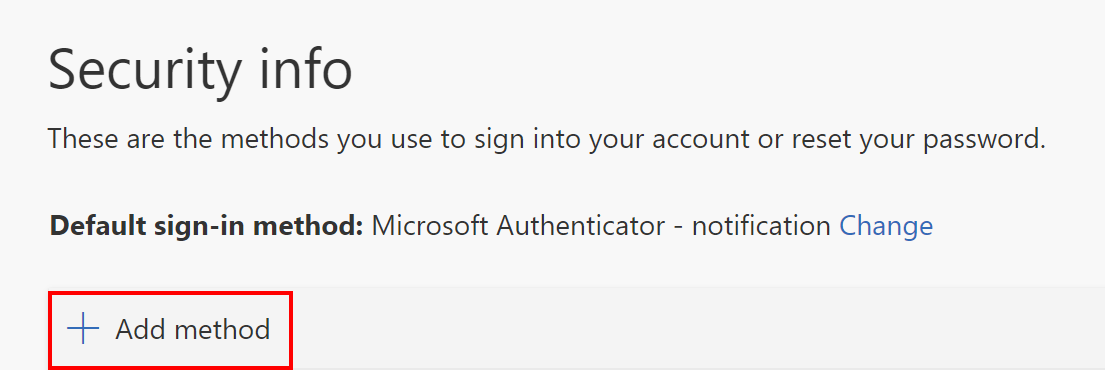 Security info
These are the methods you use to sign into your account or reset your password.
Default sign-in method: Microsoft Authenticator - notification Change
Add method